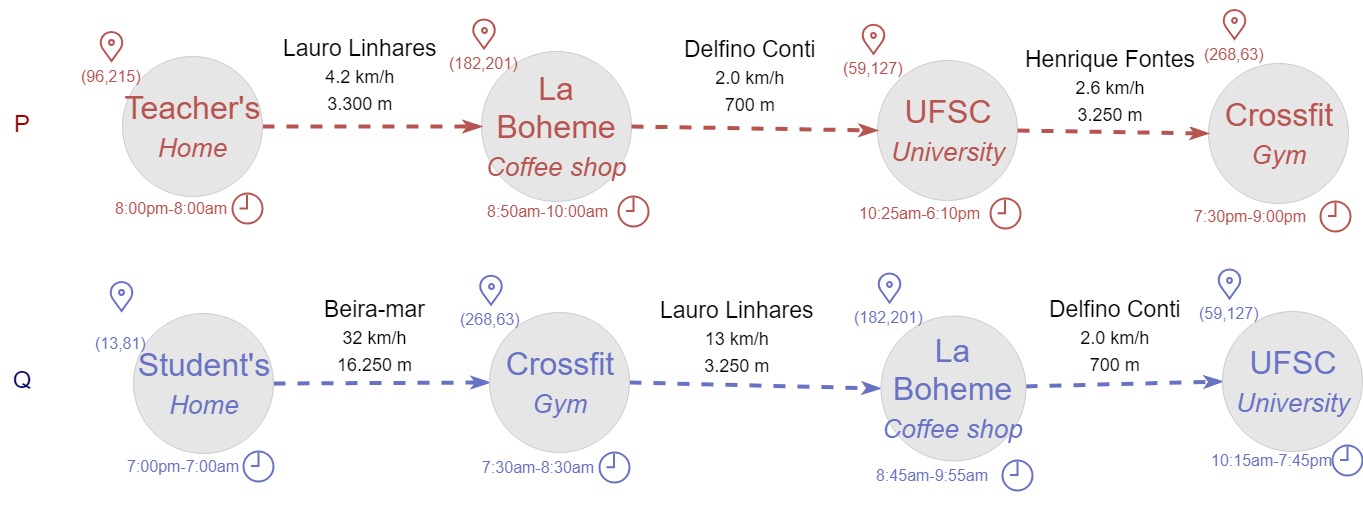 P
(96,215)
Teacher's
Home
8:00pm-8:00am
Lauro Linhares
4.2 km/h
3.300 m
(182,201)
La
Boheme
Coffee shop
8:50am-10:00am
Delfino Conti
2.0 km/h
700 m
(59,127)
UFSC
University
10:25am-6:10pm
Henrique Fontes
2.6 km/h
3.250 m
(268,63)
Crossfit
Gym
7:30pm-9:00pm
Q
(13,81)
Student's
Home
7:00pm-7:00am
Beira-mar
32 km/h
16.250 m
(268,63)
Crossfit
Gym
7:30am-8:30am
Lauro Linhares
13 km/h
3.250 m
(182,201)
La
Boheme
Coffee shop
8:45am-9:55am
Delfino Conti
2.0 km/h
700 m
(59,127)
UFSC
University
10:15am-7:45pm